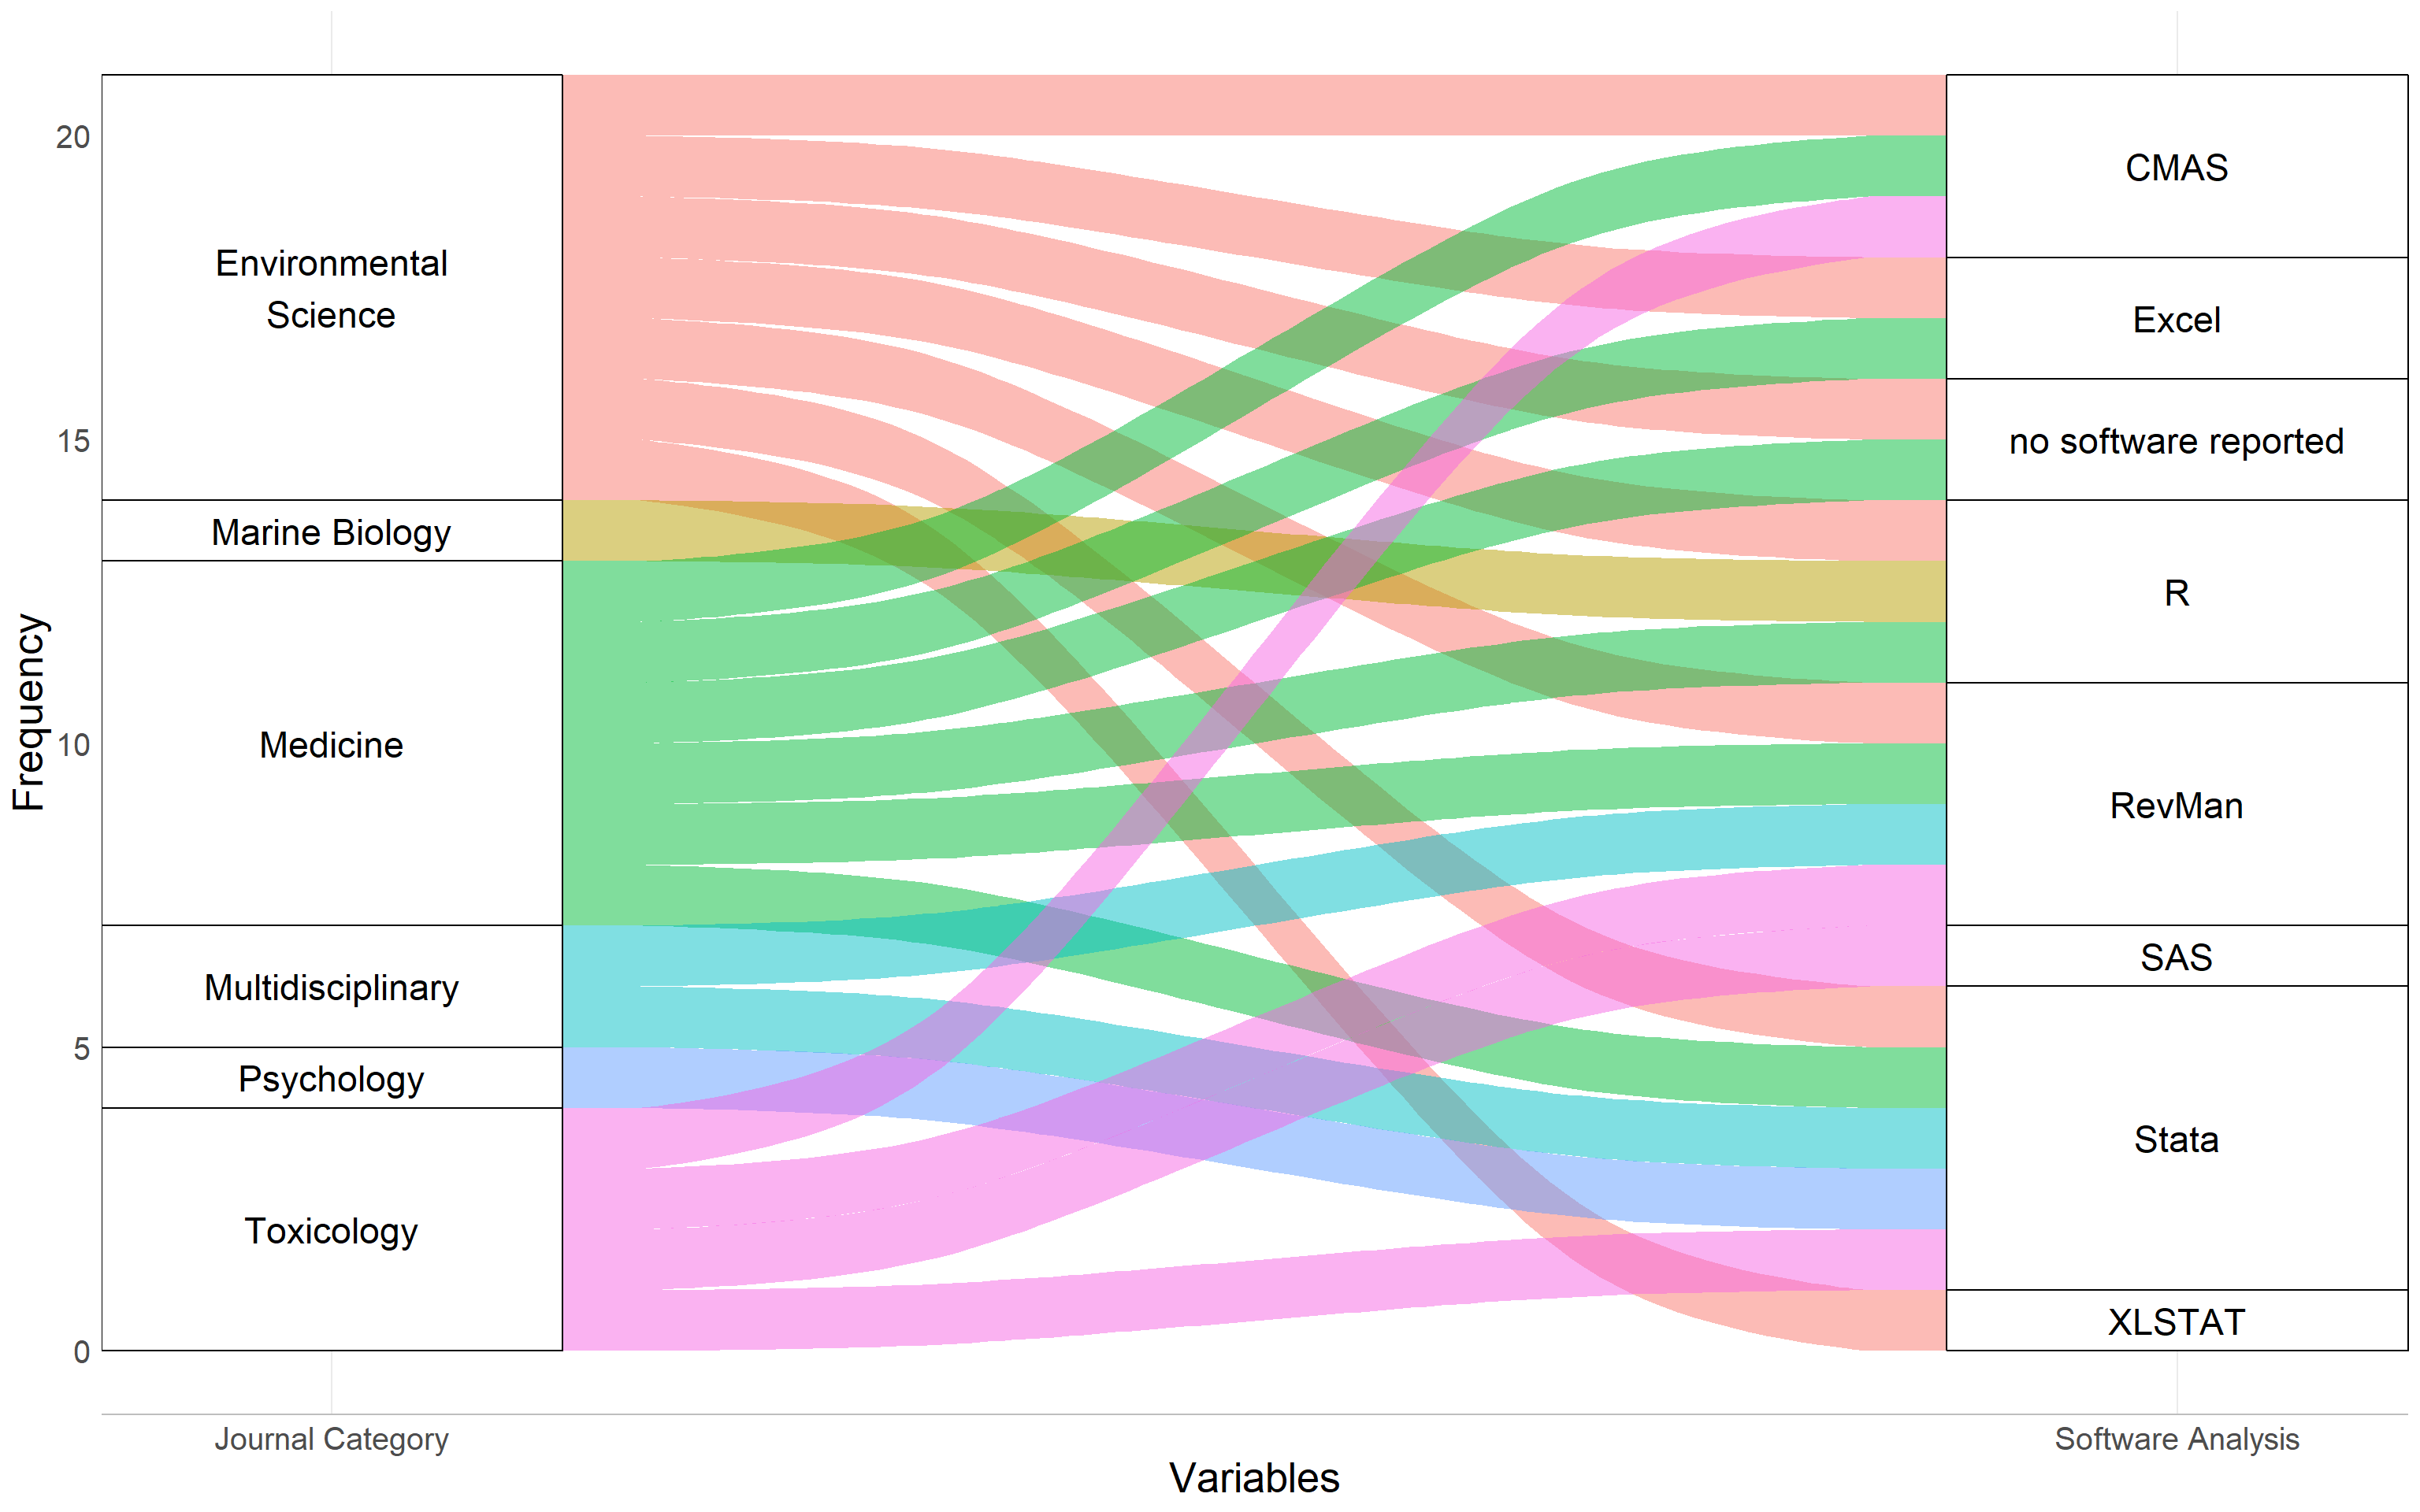 Frequency
20
15
10
5
0
Environmental
Science
Marine Biology
Medicine
Multidisciplinary
Psychology
Toxicology
CMAS
Excel
no software reported
R
RevMan
SAS
Stata
XLSTAT
Journal Category
Software Analysis
Variables